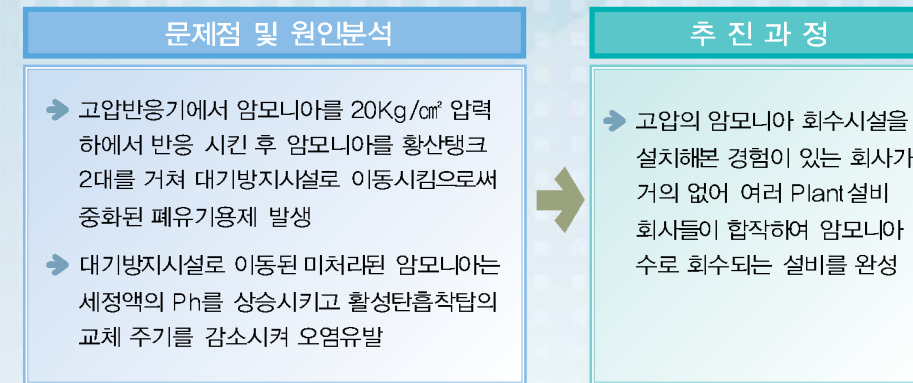 문제점 및 원인분석
고압반응기에서 암모니아를 20Kg/㎠ 압력
하에서 반응 시킨 후 암모니아를 황산탱크
2대를 거쳐 대기방지시설로 이동시킴으로써
중화된 폐유기용제 발생
대기방지시설로 이동된 미처리된 암모니아는
세정액의 Ph를 상승시키고 활성탄흡착탑의
교체 주기를 감소시켜 오염유발
추 진 과 정
고압의 암모니아 회수시설을
설치해본 경험이 있는 회사가
거의 없어 여러 Plant설비
회사들이 합작하여 암모니아
수로 회수되는 설비를 완성